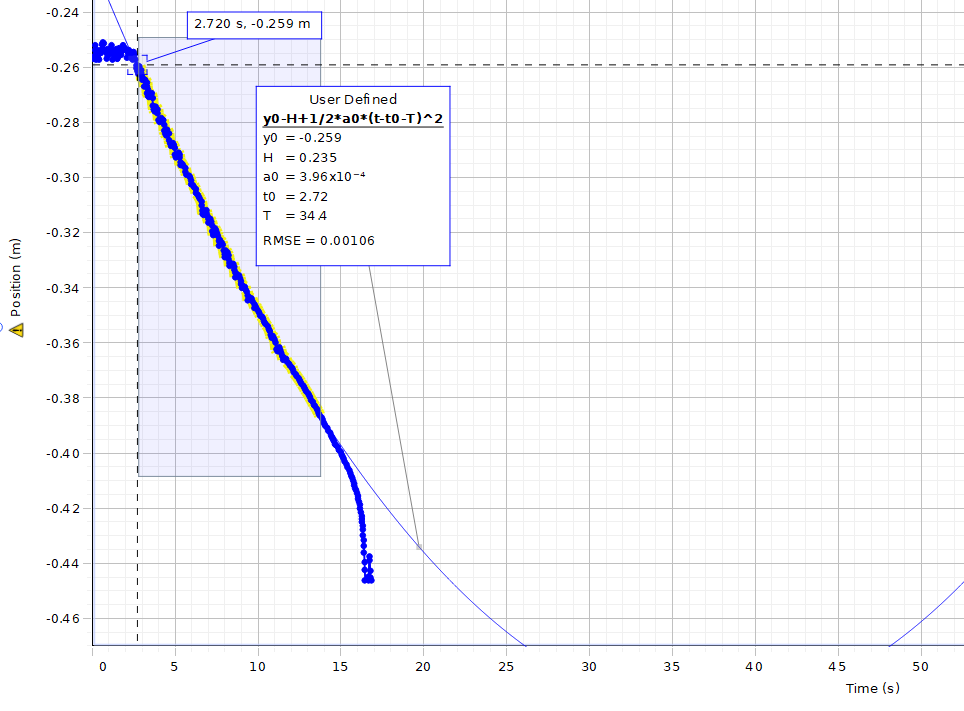 -0.24
-0.26
-0.28
-0.30
-0.32
-0.34
-0.36
-0.38
-0.40
-0.42
-0.44
-0.46
Position (m)
2.720 s, -0.259 m
User Defined
y0-H+1/2*a0*(t-t0-T)^2
y0 = -0.259
H = 0.235
a0 = 3.96x10⁻⁴
t0 = 2.72
T = 34.4
RMSE = 0.00106
0 5 10 15 20 25 30 35 40 45 50
Time (s)